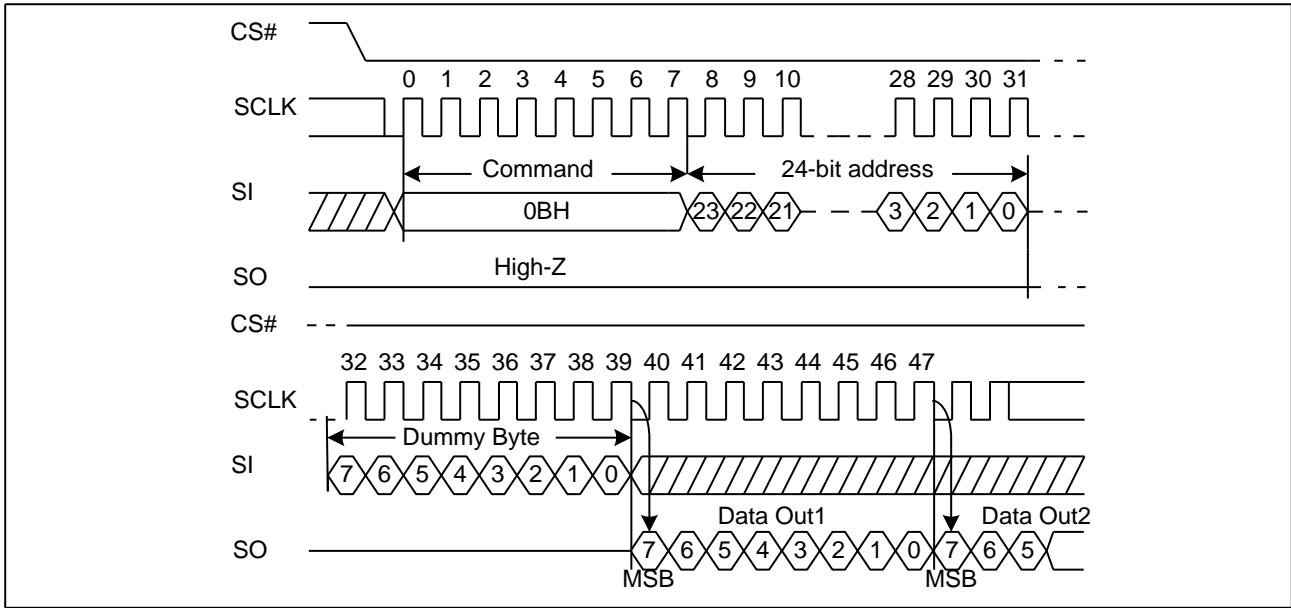 CS#
0 1 2 3 4 5 6 7 8 9 10 28 29 30 31
SCLK
Command 24-bit address
SI
0BH 23 22 21 3 2 1 0
High-Z
SO
CS#
32 33 34 35 36 37 38 39 40 41 42 43 44 45 46 47
SCLK
Dummy Byte
SI
7 6 5 4 3 2 1 0
Data Out1 Data Out2
SO
7 6 5 4 3 2 1 0 7 6 5
MSB MSB